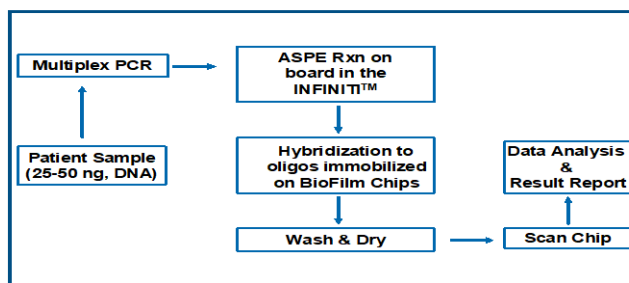 Multiplex PCR
ASPE Rxn on
board in the
INFINITI™
Patient Sample
(25-50 ng, DNA)
Hybridization to
oligos immobilized
on BioFilm Chips
Data Analysis
&
Result Report
Wash & Dry
Scan Chip